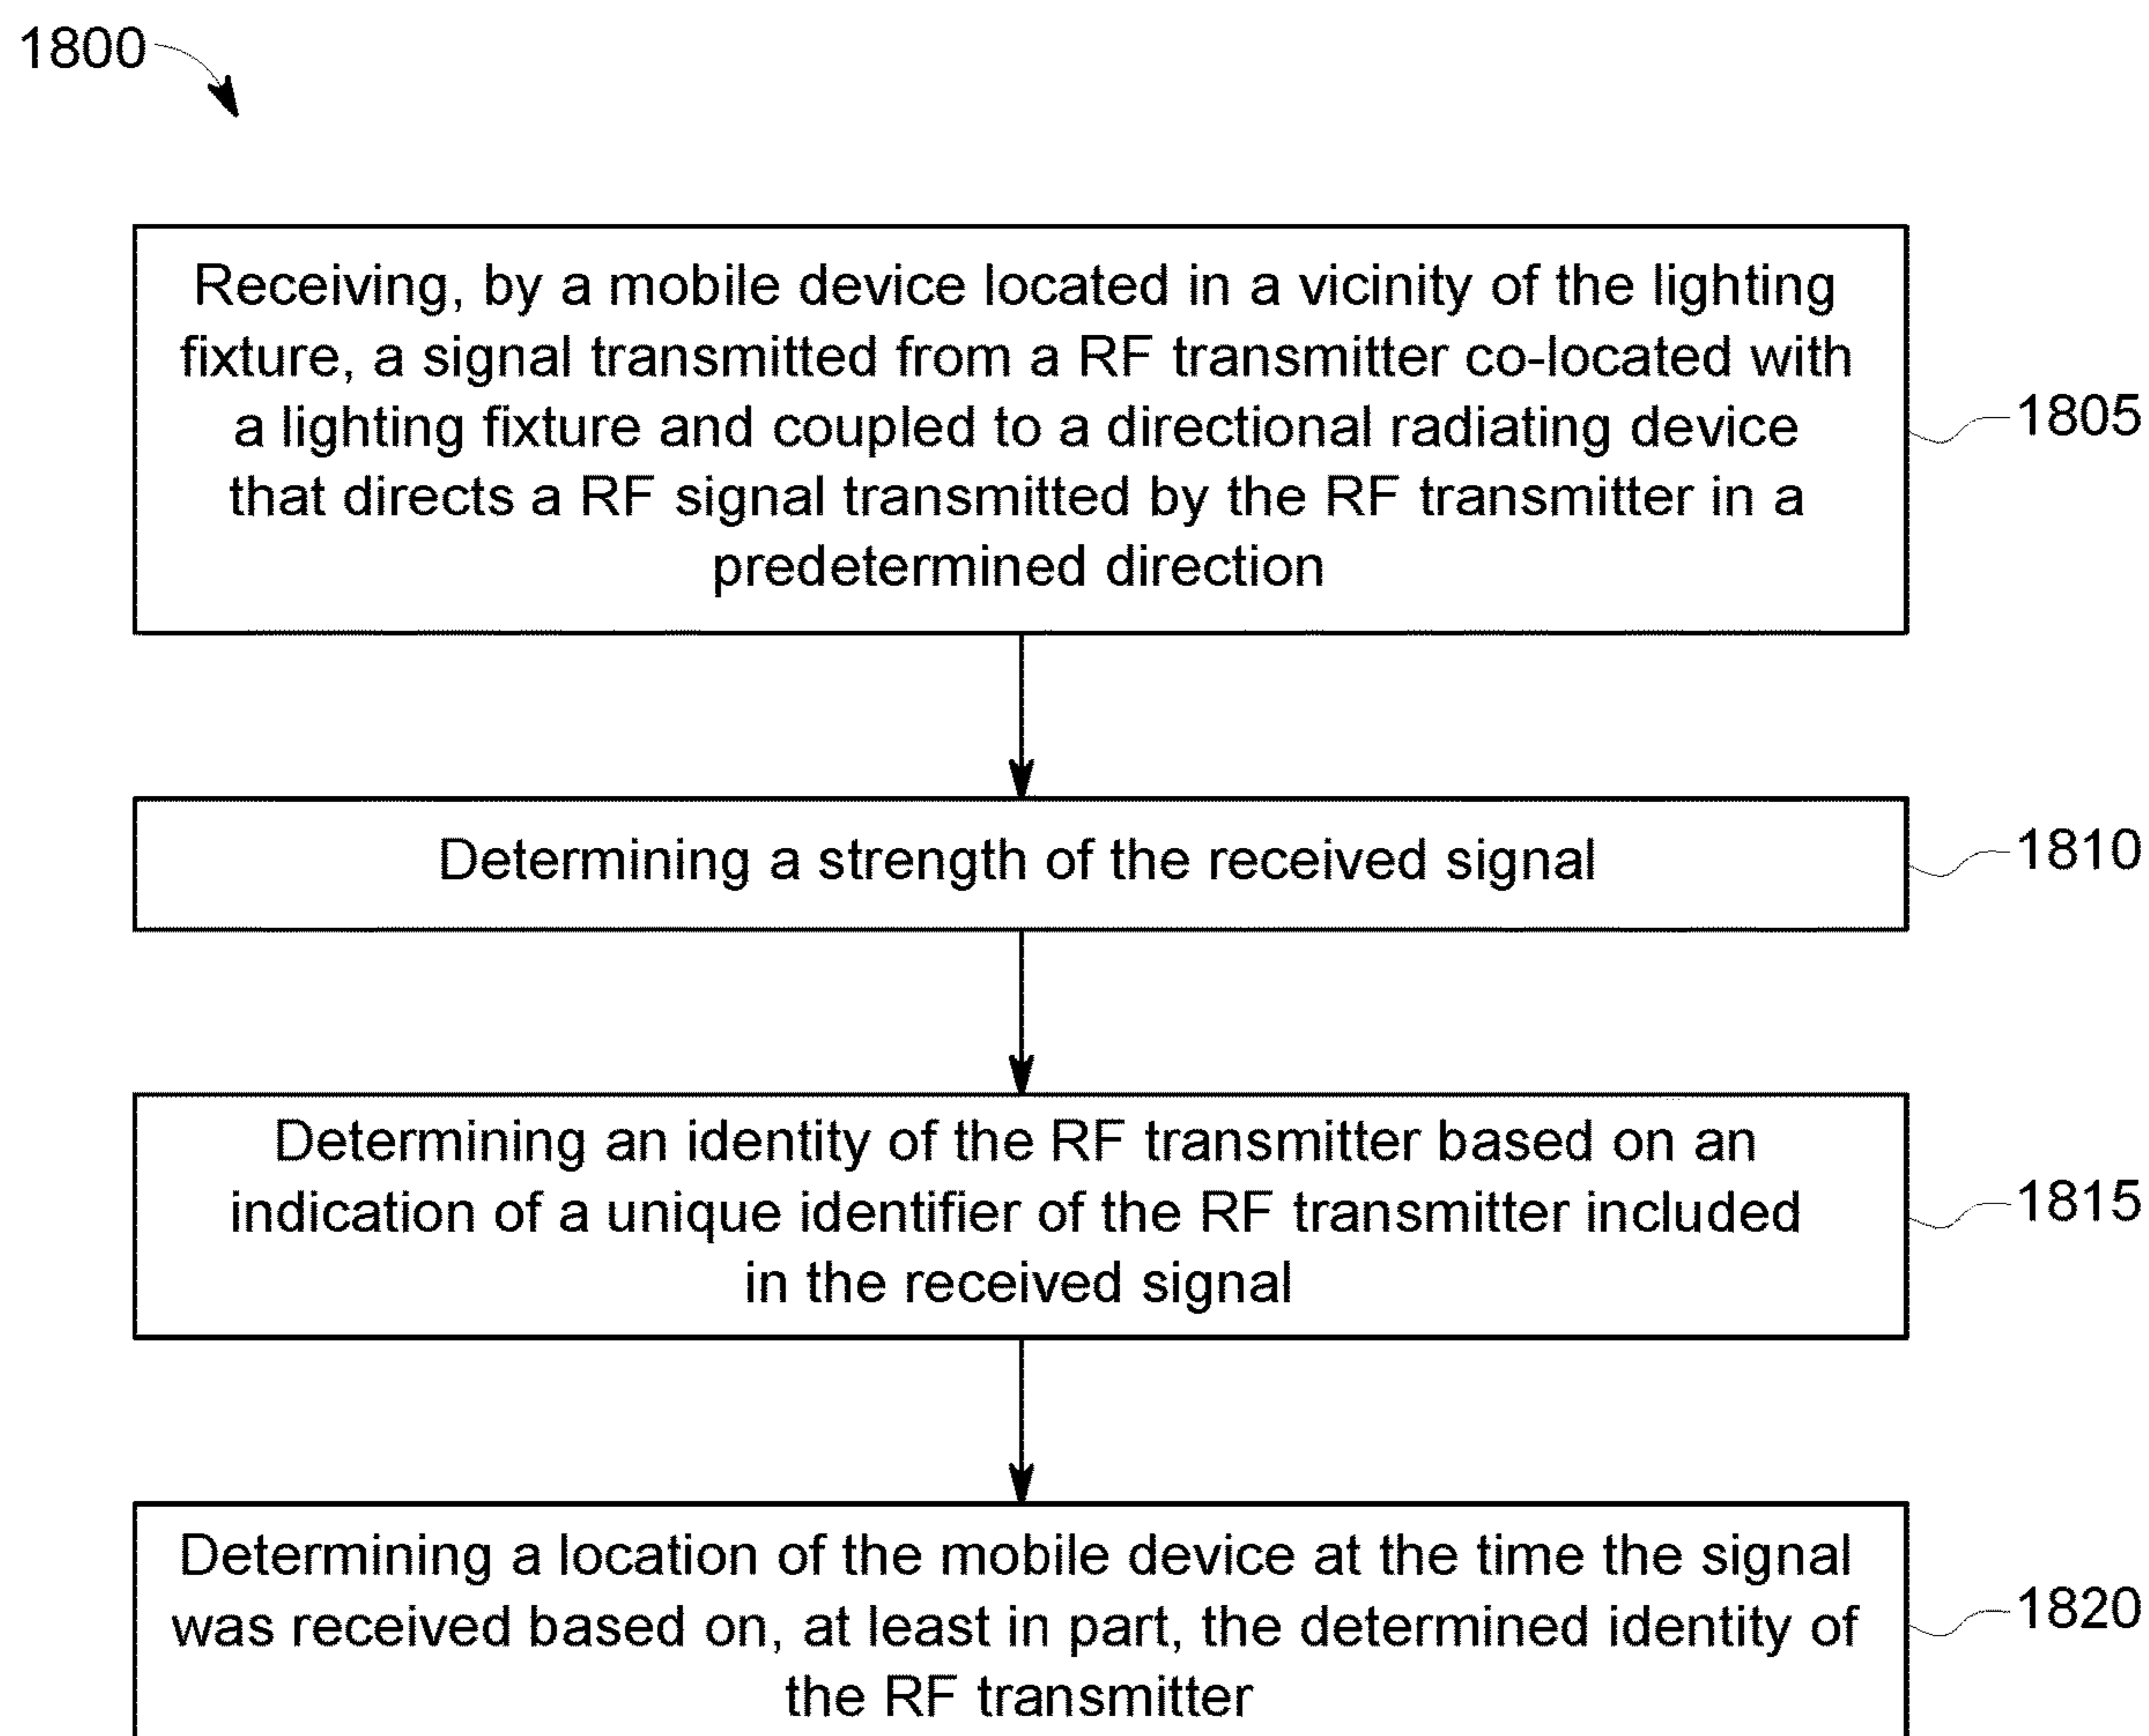 1800
Receiving, by a mobile device located in a vicinity of the lighting
fixture, a signal transmitted from a RF transmitter co-located with
a lighting fixture and coupled to a directional radiating device
that directs a RF signal transmitted by the RF transmitter in a
predetermined direction
1805
Determining a strength of the received signal
1810
Determining an identity of the RF transmitter based on an
indication of a unique identifier of the RF transmitter included
in the received signal
1815
Determining a location of the mobile device at the time the signal
was received based on, at least in part, the determined identity of
the RF transmitter
1820